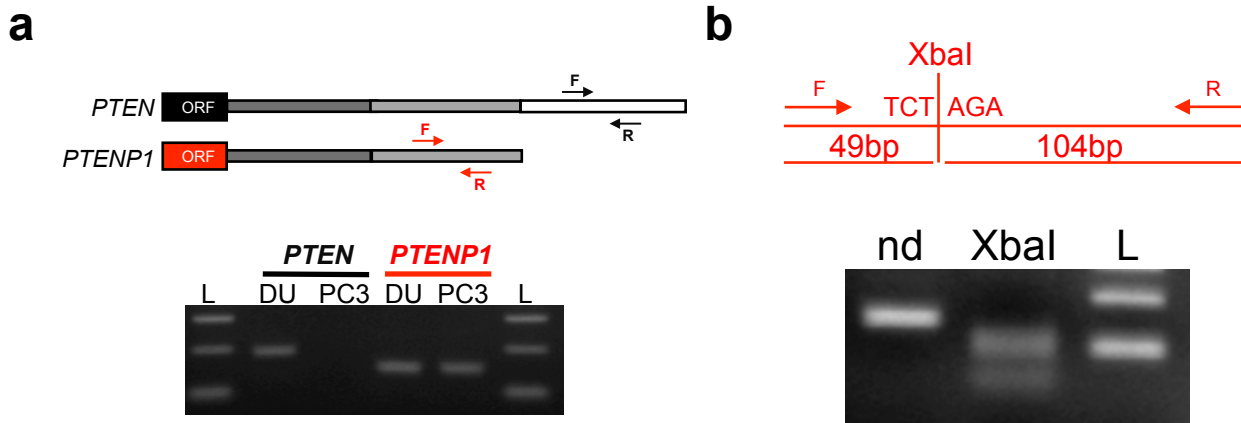 a
F
PTEN ORF
R
F
PTENP1 ORF
R
PTEN PTENP1
L DU PC3 DU PC3 L
b
XbaI
F TCT AGA R
49bp 104bp
nd XbaI L